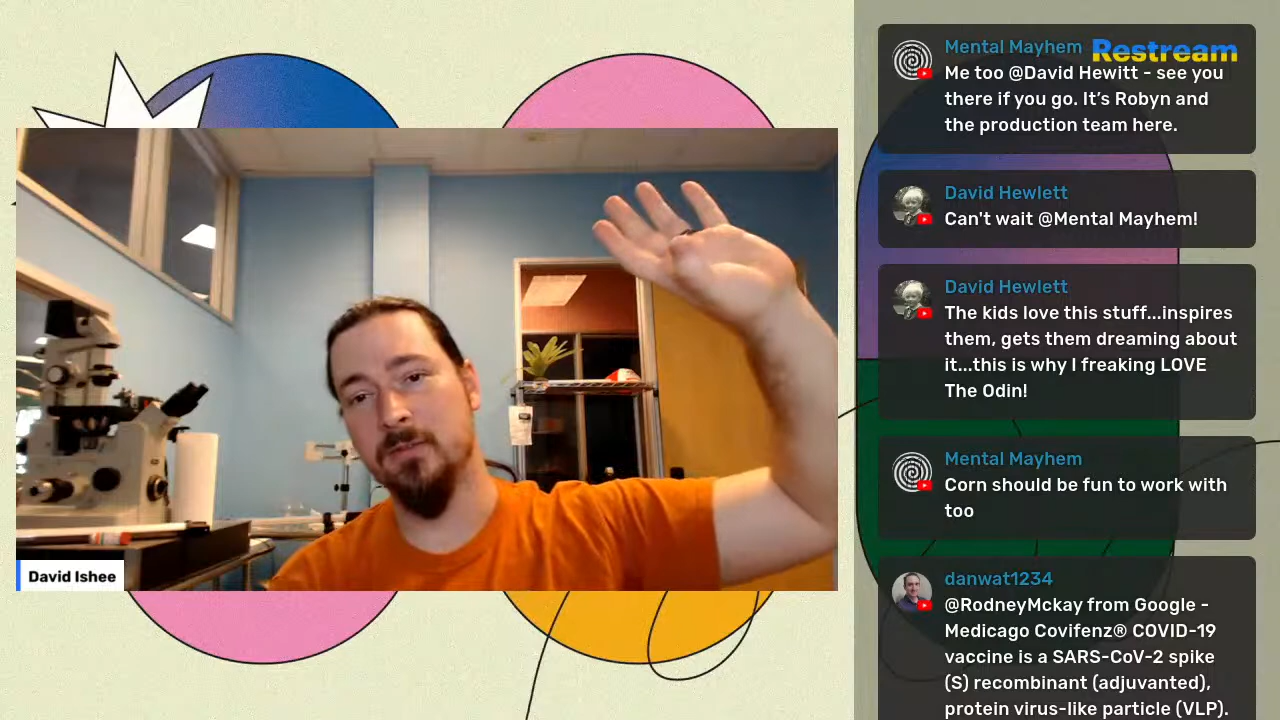 Mental Mayhem
Restream
Me too @David Hewitt - see you
there if you go. It's Robyn and
the production team here.
David Hewlett
Can't wait @Mental Mayhem!
David Hewlett
The kids love this stuff...inspires
them, gets them dreaming about
it...this is why I freaking LOVE
The Odin!
Mental Mayhem
Corn should be fun to work with
too
danwat1234
@RodneyMckay from Google -
Medicago Covifenz® COVID-19
vaccine is a SARS-CoV-2 spike
(S) recombinant (adjuvanted),
protein virus-like particle (VLP).
David Ishee